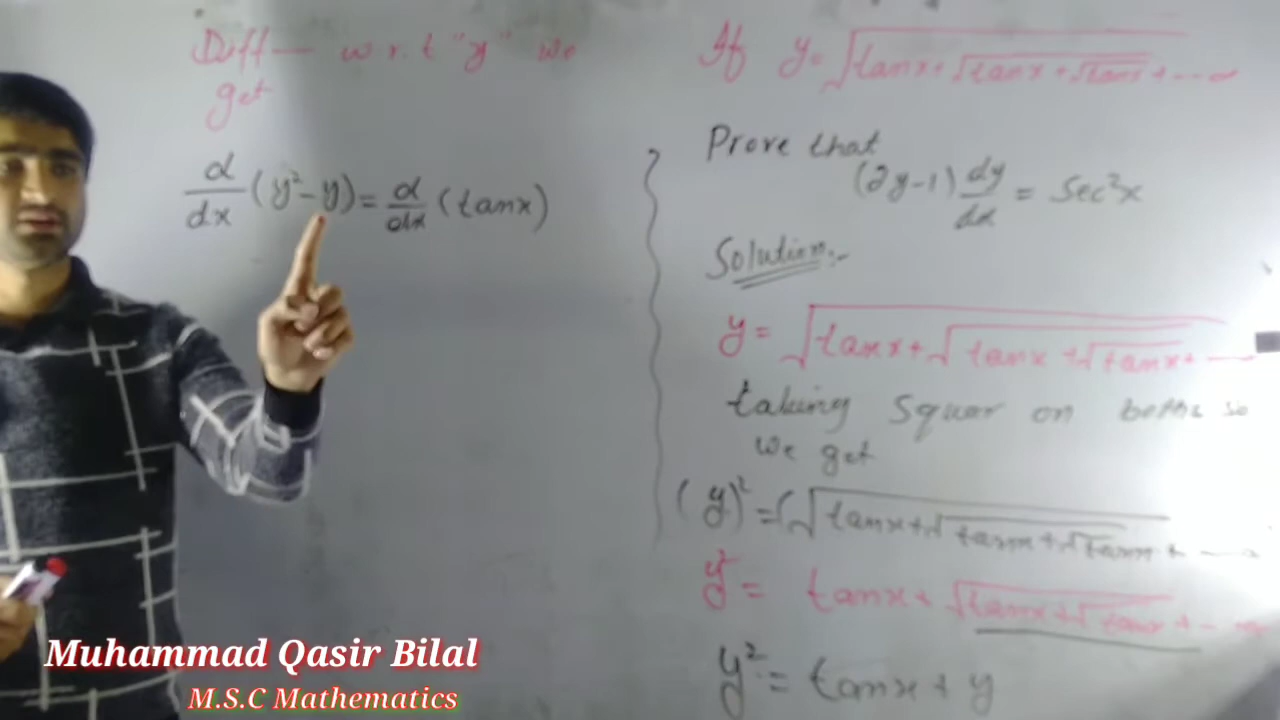 Diff— w.r.t "x" we
get
d/dx (y²-y) = d/dx (tanx)
If y = √(tanx + √(tanx + √(tanx + ---- ∞
Prove that
(2y-1) dy/dx = Sec²x
Solution:-
y = √(tanx + √(tanx + √(tanx + ----
taking Squar on both so
we get
(y)² = (√(tanx + √(tanx + √(tanx + ----
y² = tanx + √(tanx + √(tanx + ---
y² = tanx + y
Muhammad Qasir Bilal
M.S.C Mathematics